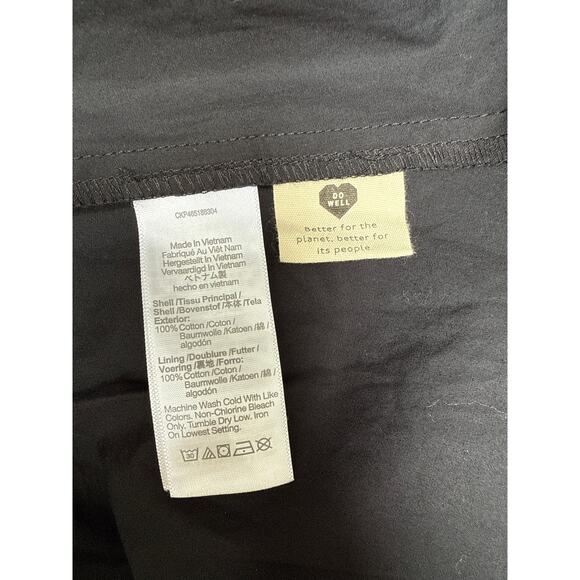 CKP465188304
Made In Vietnam
Fabriqué Au Viêt Nam
Hergestellt In Vietnam
Vervaardigd In Vietnam
ベトナム製
hecho en vietnam
Shell /Tissu Principal /
Shell /Bovenstof /本体 /Tela
Exterior:
100% Cotton /Coton /
Baumwolle /Katoen /綿 /
algodón
Lining /Doublure /Futter /
Voering /裏地 /Forro:
100% Cotton /Coton /
Baumwolle /Katoen /綿 /
algodón
Machine Wash Cold With Like
Colors. Non-Chlorine Bleach
Only. Tumble Dry Low. Iron
On Lowest Setting.
30
DO
WELL
Better for the
planet, better for
its people